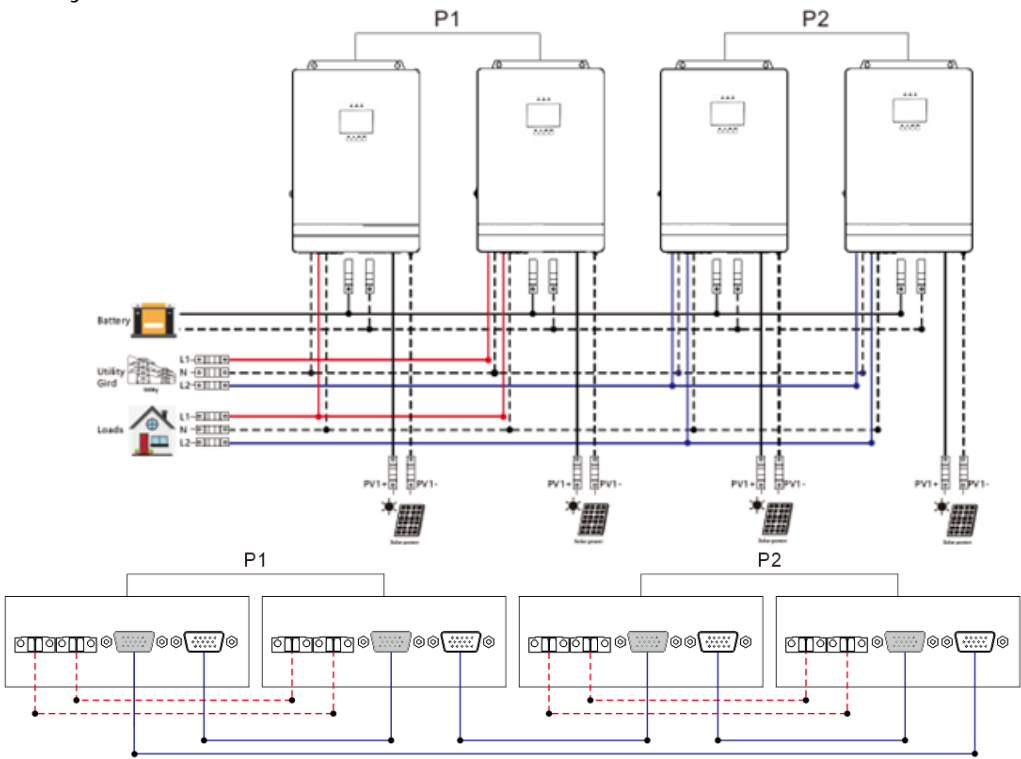 P1 P2
Battery
Utility
Gird
Utility
L1
N
L2
Loads
L1
N
L2
PV1+ PV1- PV1+ PV1- PV1+ PV1- PV1+ PV1-
Solar power Solar power Solar power Solar power
P1 P2